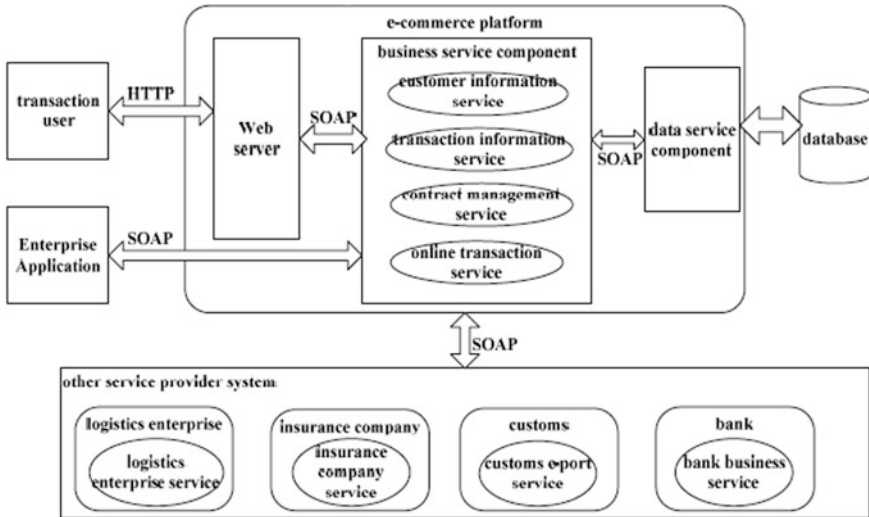 e-commerce platform
business service component
customer information
service
transaction information
service
contract management
service
online transaction
service
transaction
user
HTTP
Web
server
SOAP
SOAP
data service
component
database
Enterprise
Application
SOAP
SOAP
other service provider system
logistics enterprise
logistics
enterprise service
insurance company
insurance
company
service
customs
customs e-port
service
bank
bank business
service